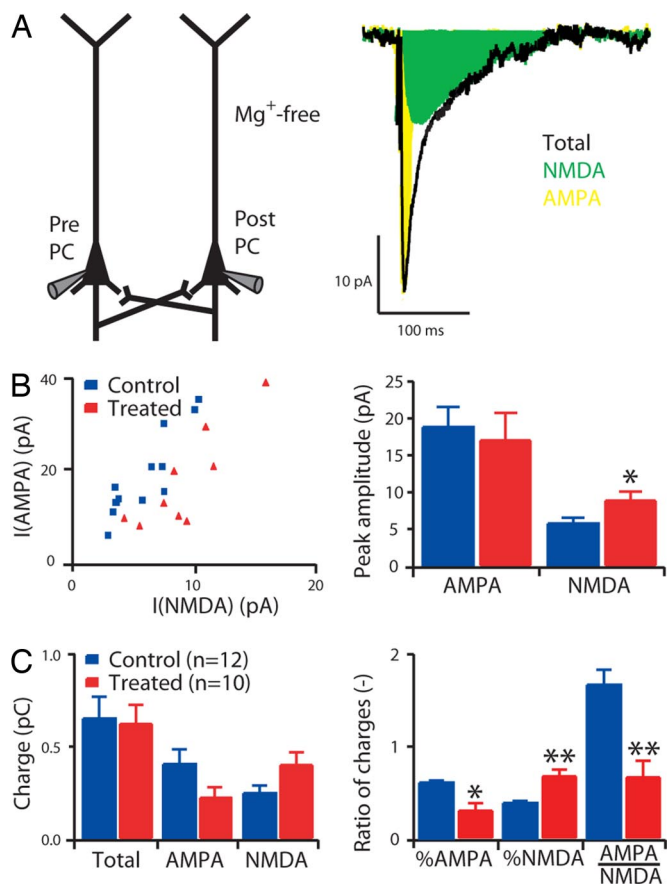 A
Mg+-free
Pre
PC
Post
PC
Total
NMDA
AMPA
10 pA
100 ms
B
Control
Treated
I(AMPA) (pA)
40
20
0
0
10
20
I(NMDA) (pA)
Peak amplitude (pA)
25
20
15
10
5
0
*
AMPA
NMDA
C
Control (n=12)
Treated (n=10)
Charge (pC)
1.0
0.5
0.0
Total
AMPA
NMDA
Ratio of charges (-)
2
1
0
*
**
**
%AMPA
%NMDA
AMPA
NMDA